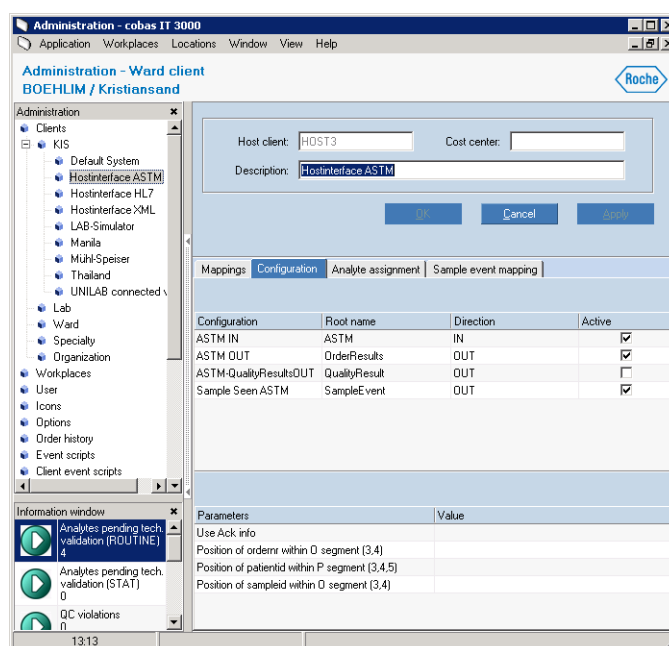 Administration - cobas IT 3000
Application Workplaces Locations Window View Help
Administration - Ward client
BOEHLIM / Kristiansand
Roche
Administration
Clients
KIS
Default System
Hostinterface ASTM
Hostinterface HL7
Hostinterface XML
LAB-Simulator
Manila
Mühl-Speiser
Thailand
UNILAB connected
Lab
Ward
Specialty
Organization
Workplaces
User
Icons
Options
Order history
Event scripts
Client event scripts
Information window
Analytes pending tech.
validation (ROUTINE)
4
Analytes pending tech.
validation (STAT)
0
QC violations
0
13:13
Host client: HOST3 Cost center:
Description: Hostinterface ASTM
OK Cancel Apply
Mappings Configuration Analyte assignment Sample event mapping
Configuration Root name Direction Active
ASTM IN ASTM IN
ASTM OUT OrderResults OUT
ASTM-QualityResultsOUT QualityResult OUT
Sample Seen ASTM SampleEvent OUT
Parameters Value
Use Ack info
Position of ordernr within O segment (3,4)
Position of patientid within P segment (3,4,5)
Position of sampleid within O segment (3,4)